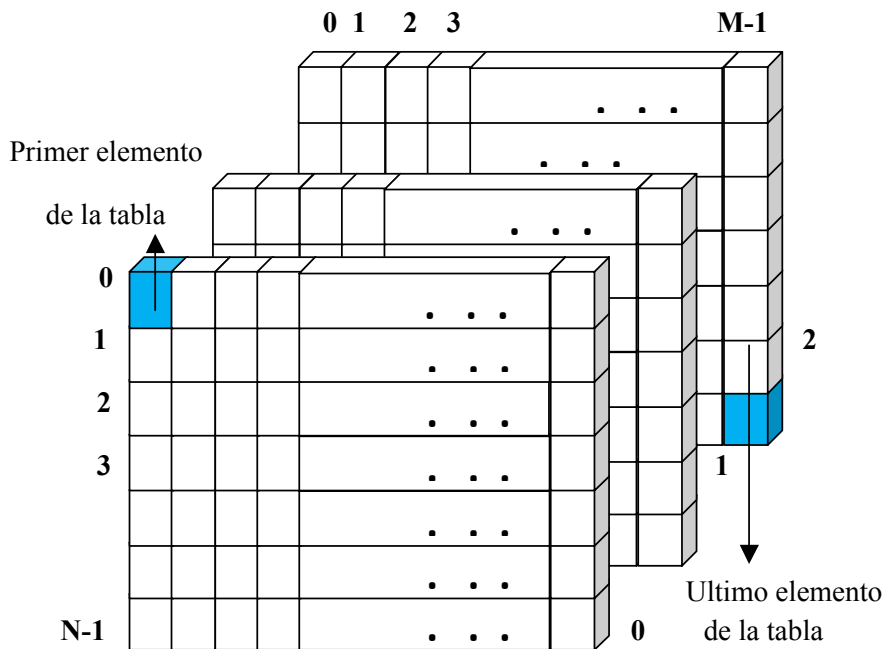 0 1 2 3 M-1
Primer elemento
de la tabla
0
1
2
2
3
1
Ultimo elemento
N-1 0 de la tabla